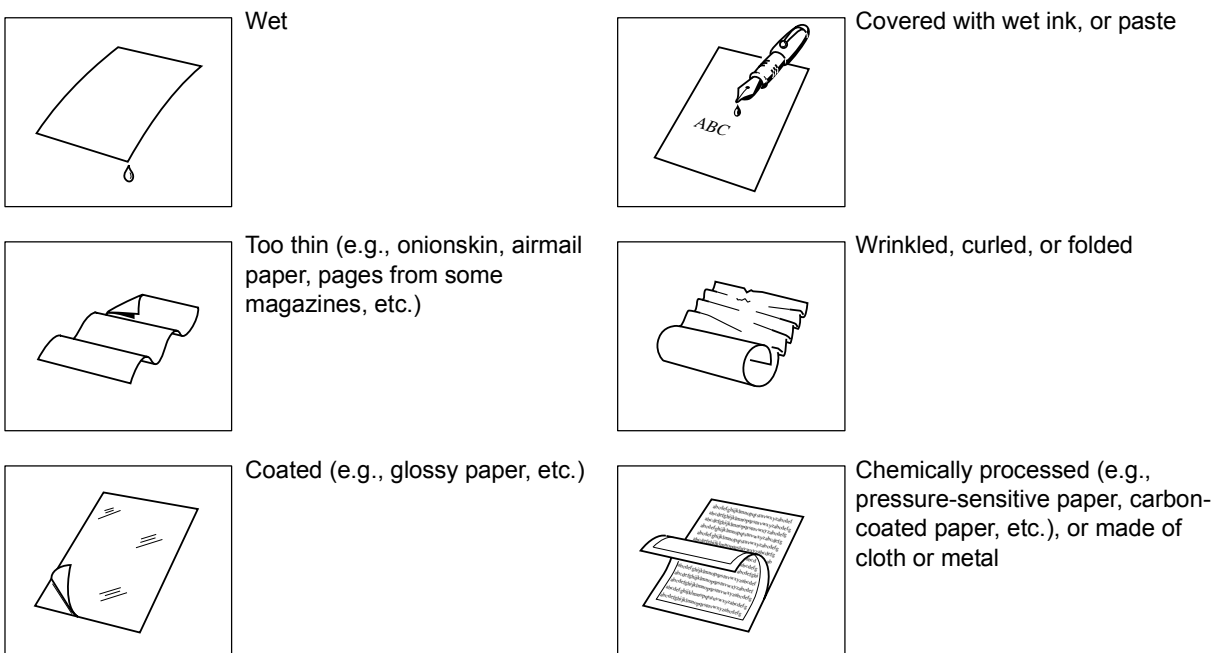 Wet
Covered with wet ink, or paste
ABC
Too thin (e.g., onionskin, airmail
paper, pages from some
magazines, etc.)
Wrinkled, curled, or folded
Coated (e.g., glossy paper, etc.)
Chemically processed (e.g.,
pressure-sensitive paper, carbon-
coated paper, etc.), or made of
cloth or metal